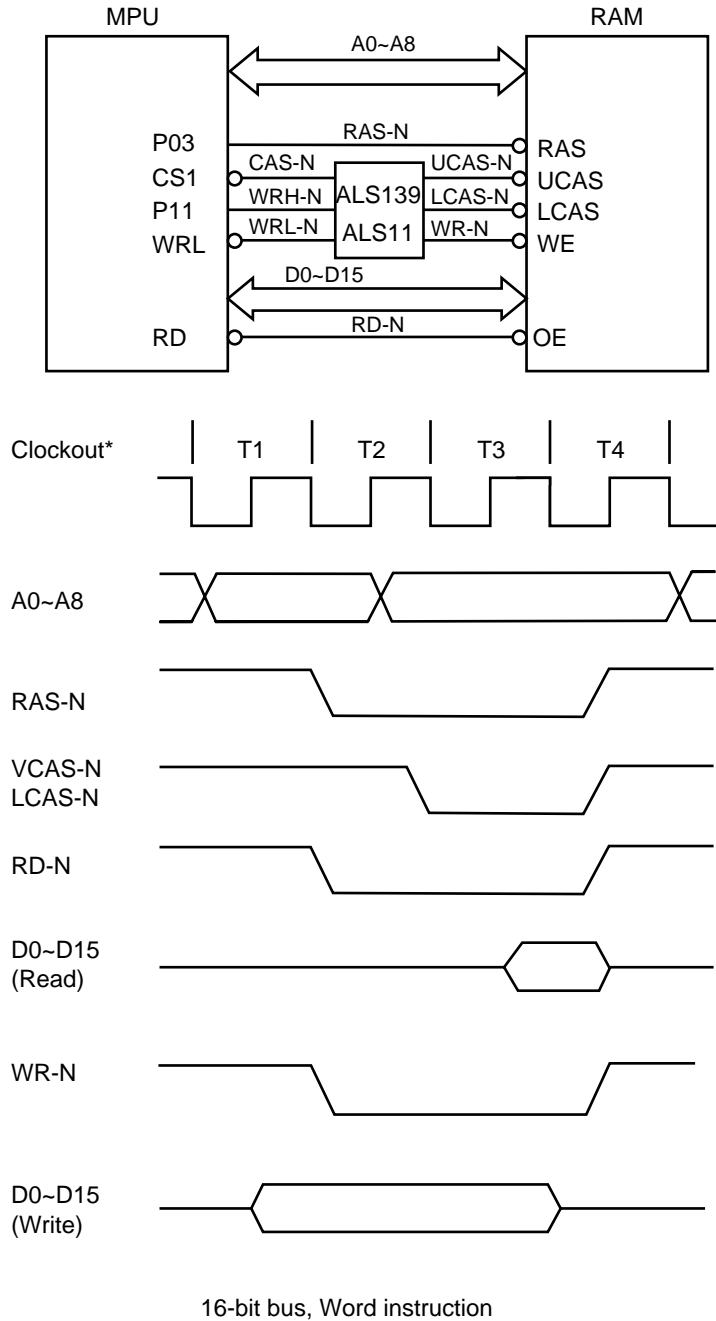 MPU
RAM
A0~A8
P03
RAS-N
RAS
CS1
CAS-N
UCAS-N
UCAS
P11
WRH-N
ALS139
LCAS-N
LCAS
WRL
WRL-N
ALS11
WR-N
WE
D0~D15
RD
RD-N
OE
Clockout*
T1
T2
T3
T4
A0~A8
RAS-N
VCAS-N
LCAS-N
RD-N
D0~D15
(Read)
WR-N
D0~D15
(Write)
16-bit bus, Word instruction